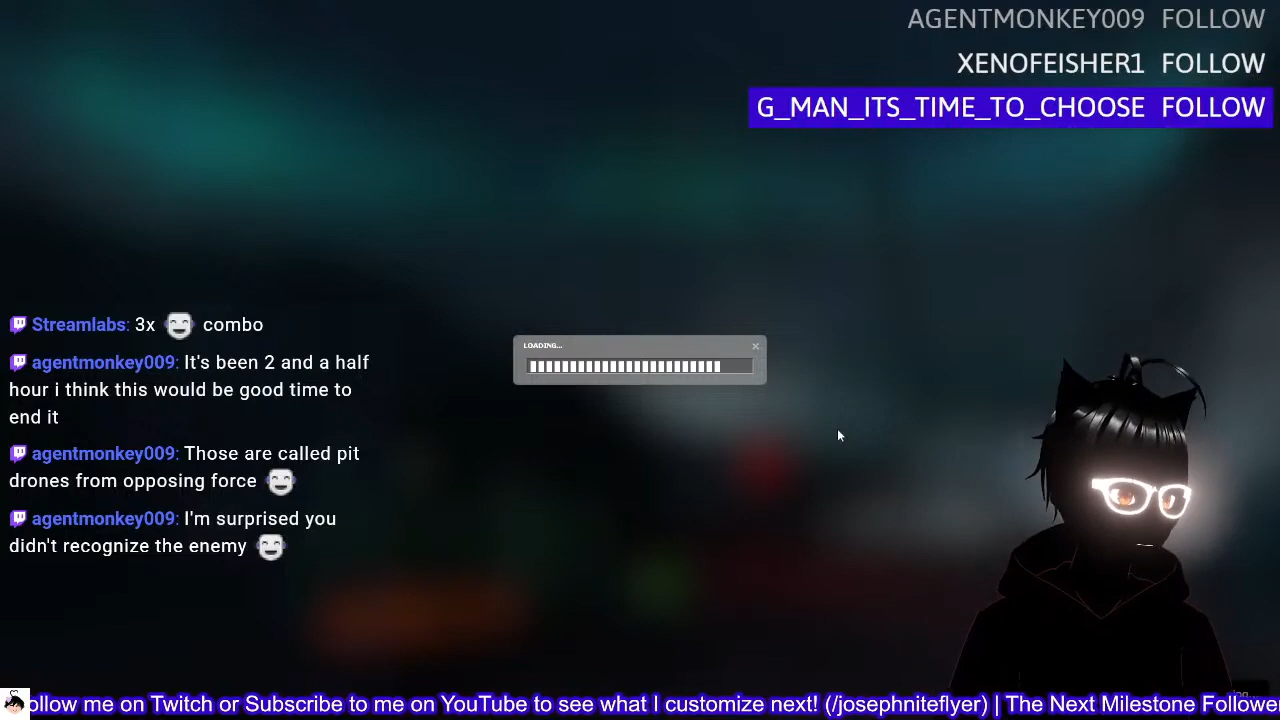 AGENTMONKEY009 FOLLOW
XENOFEISHER1 FOLLOW
G_MAN_ITS_TIME_TO_CHOOSE FOLLOW
Streamlabs: 3x combo
agentmonkey009: It's been 2 and a half
hour i think this would be good time to
end it
agentmonkey009: Those are called pit
drones from opposing force
agentmonkey009: I'm surprised you
didn't recognize the enemy
LOADING...
ollow me on Twitch or Subscribe to me on YouTube to see what I customize next! (/josephniteflyer) | The Next Milestone Follower